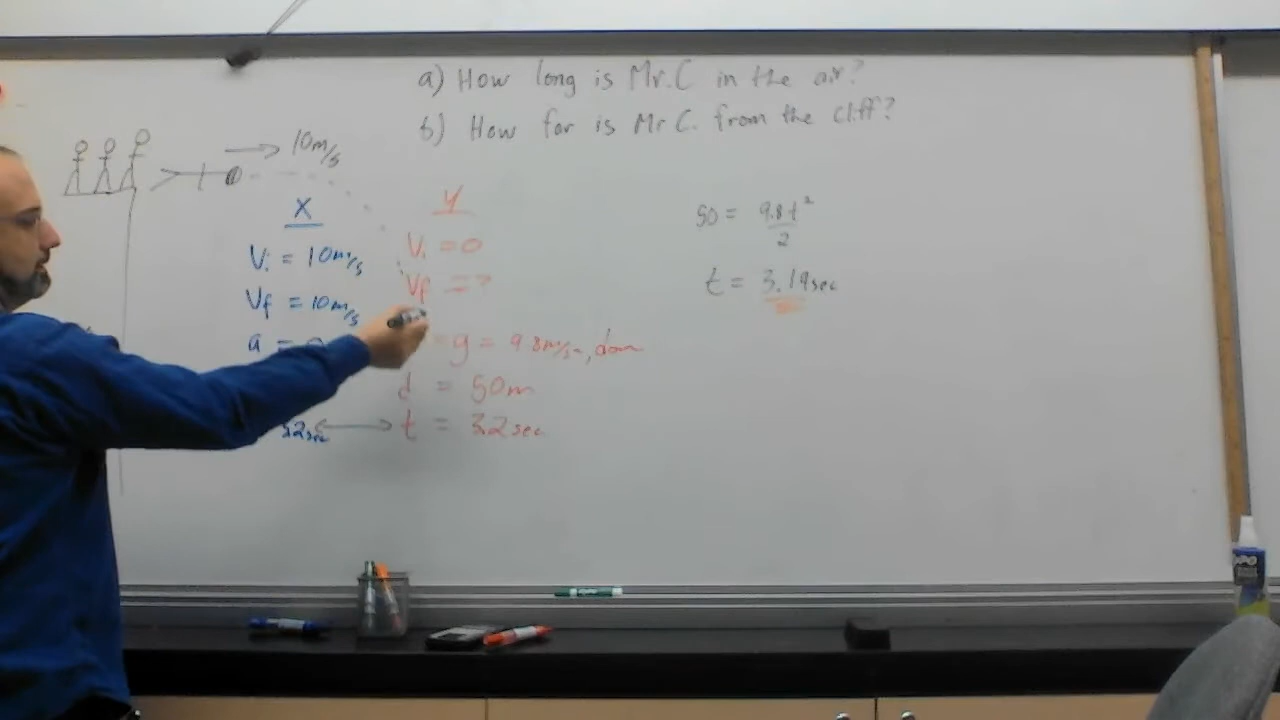 a) How long is Mr. C in the air?
b) How far is Mr C. from the cliff?
10m/s
X
Vi = 10m/s
Vf = 10m/s
a =
3.2sec
Y
Vi = 0
Vf = ?
= g = 9.8m/s², down
d = 50m
t = 3.2sec
50 = 9.8t²
2
t = 3.19sec